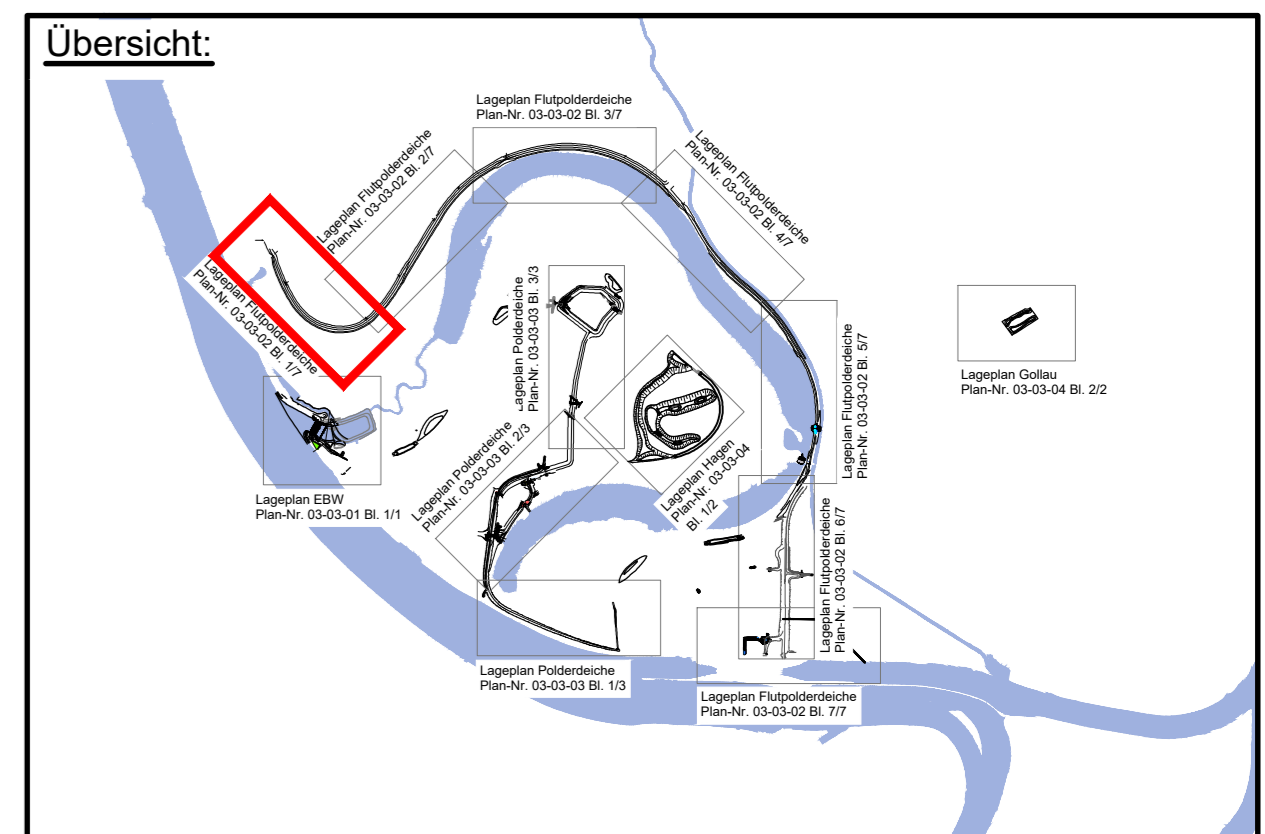 Übersicht:
Lageplan Flutpolderdeiche
Plan-Nr. 03-03-02 Bl. 3/7
Lageplan Flutpolderdeiche
Plan-Nr. 03-03-02 Bl. 2/7
Lageplan Flutpolderdeiche
Plan-Nr. 03-03-02 Bl. 4/7
Lageplan Flutpolderdeiche
Plan-Nr. 03-03-02 Bl. 1/7
Lageplan Polderdeiche
Plan-Nr. 03-03-03 Bl. 3/3
Lageplan Flutpolderdeiche
Plan-Nr. 03-03-02 Bl. 5/7
Lageplan Gollau
Plan-Nr. 03-03-04 Bl. 2/2
Lageplan Polderdeiche
Plan-Nr. 03-03-03 Bl. 2/3
Lageplan Hagen
Plan-Nr. 03-03-04
Bl. 1/2
Lageplan EBW
Plan-Nr. 03-03-01 Bl. 1/1
Lageplan Flutpolderdeiche
Plan-Nr. 03-03-02 Bl. 6/7
Lageplan Polderdeiche
Plan-Nr. 03-03-03 Bl. 1/3
Lageplan Flutpolderdeiche
Plan-Nr. 03-03-02 Bl. 7/7